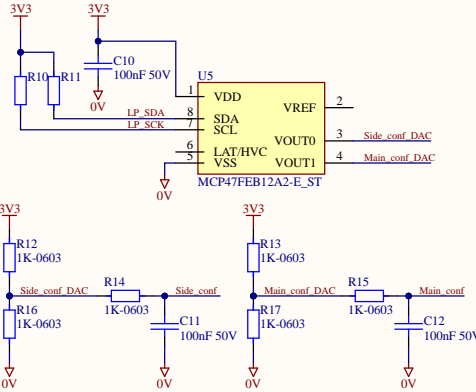 3V3
3V3
C10
100nF 50V
0V
R10
R11
U5
1
VDD
VREF
2
LP_SDA
8
SDA
LP_SCK
7
SCL
VOUT0
3
Side_conf_DAC
6
LAT/HVC
5
VSS
VOUT1
4
Main_conf_DAC
MCP47FEB12A2-E_ST
0V
3V3
R12
1K-0603
Side_conf_DAC
R14
1K-0603
Side_conf
R16
1K-0603
C11
100nF 50V
0V
0V
3V3
R13
1K-0603
Main_conf_DAC
R15
1K-0603
Main_conf
R17
1K-0603
C12
100nF 50V
0V
0V